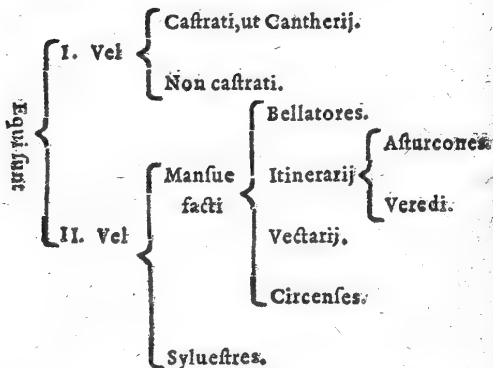 Equi ſunt
I. Vel
Caſtrati, ut Cantherij.
Non caſtrati.
II. Vel
Manſue
facti
Bellatores.
Itinerarij
Aſturcones.
Veredi.
Vectarij.
Circenſes.
Sylueſtres.